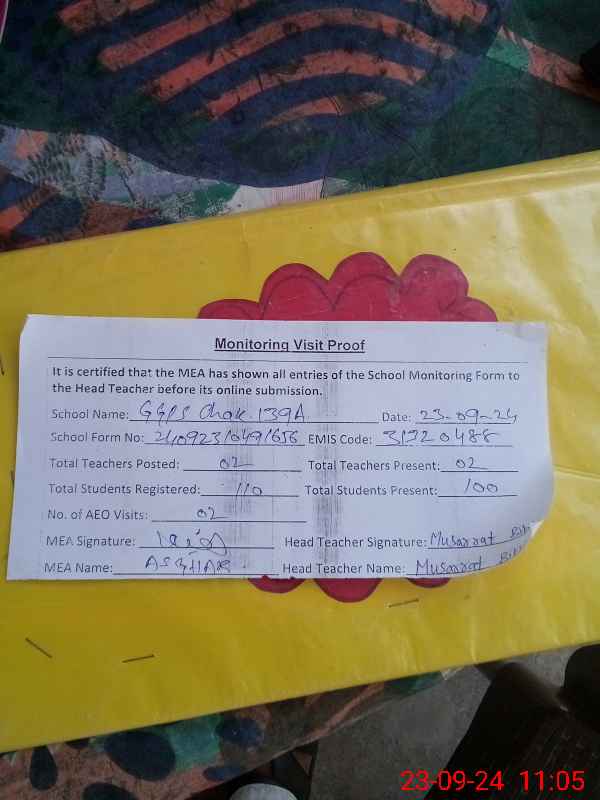 Monitoring Visit Proof
It is certified that the MEA has shown all entries of the School Monitoring Form to
the Head Teacher before its online submission.
School Name: GGPS Chak.139A Date: 23-09-24
School Form No: EMIS Code: 31220488
Total Teachers Posted: 02 Total Teachers Present: 02
Total Students Registered: 110 Total Students Present: 100
No. of AEO Visits: 02
MEA Signature: Head Teacher Signature: Musarrat Bibi
MEA Name: ASGHAR Head Teacher Name: Musarrat Bibi
23-09-24 11:05